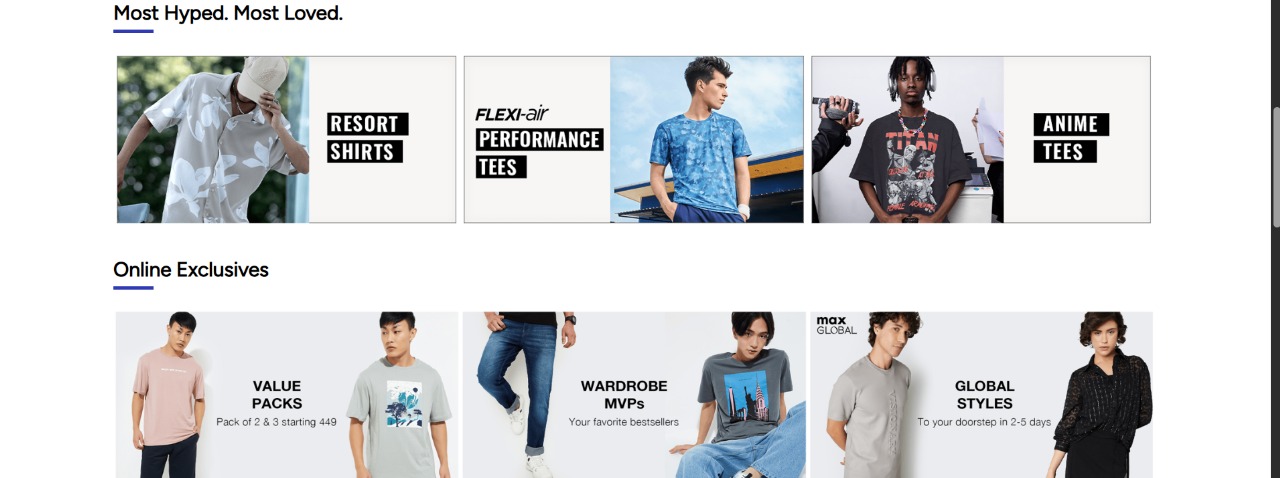 Most Hyped. Most Loved.
RESORT
SHIRTS
FLEXI-air
PERFORMANCE
TEES
TITAN
ANIME
TEES
Online Exclusives
VALUE
PACKS
Pack of 2 & 3 starting 449
WARDROBE
MVPs
Your favorite bestsellers
max
GLOBAL
GLOBAL
STYLES
To your doorstep in 2-5 days